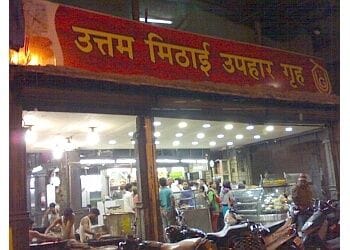 उत्तम मिठाई उपहार गृह